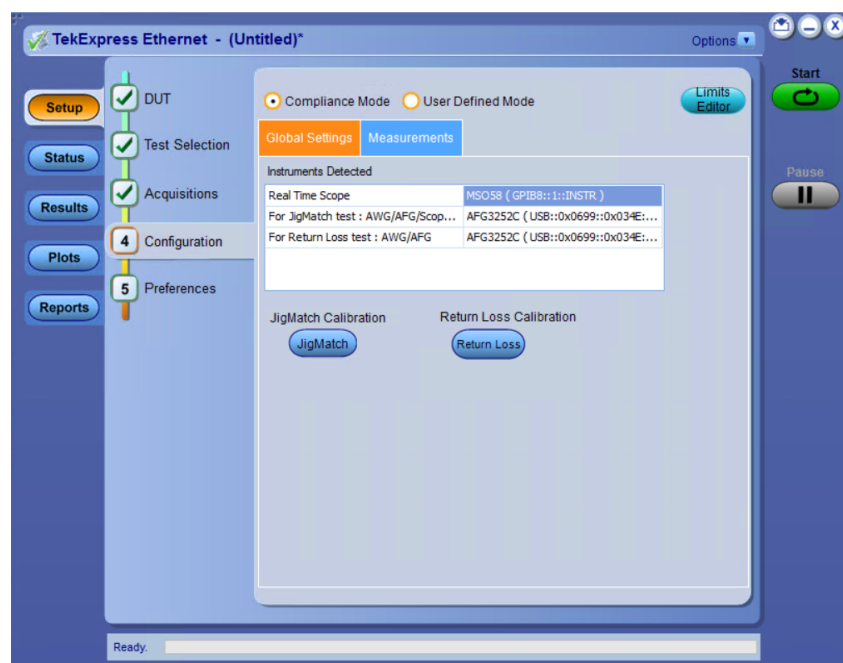 TekExpress Ethernet - (Untitled)*
Options
Start
Pause
Setup
Status
Results
Plots
Reports
DUT
Test Selection
Acquisitions
4 Configuration
5 Preferences
Compliance Mode User Defined Mode
Limits Editor
Global Settings Measurements
Instruments Detected
Real Time Scope MSO58 ( GPIB8::1::INSTR )
For JigMatch test : AWG/AFG/Scop... AFG3252C ( USB::0x0699::0x034E:...
For Return Loss test : AWG/AFG AFG3252C ( USB::0x0699::0x034E:...
JigMatch Calibration Return Loss Calibration
JigMatch Return Loss
Ready.